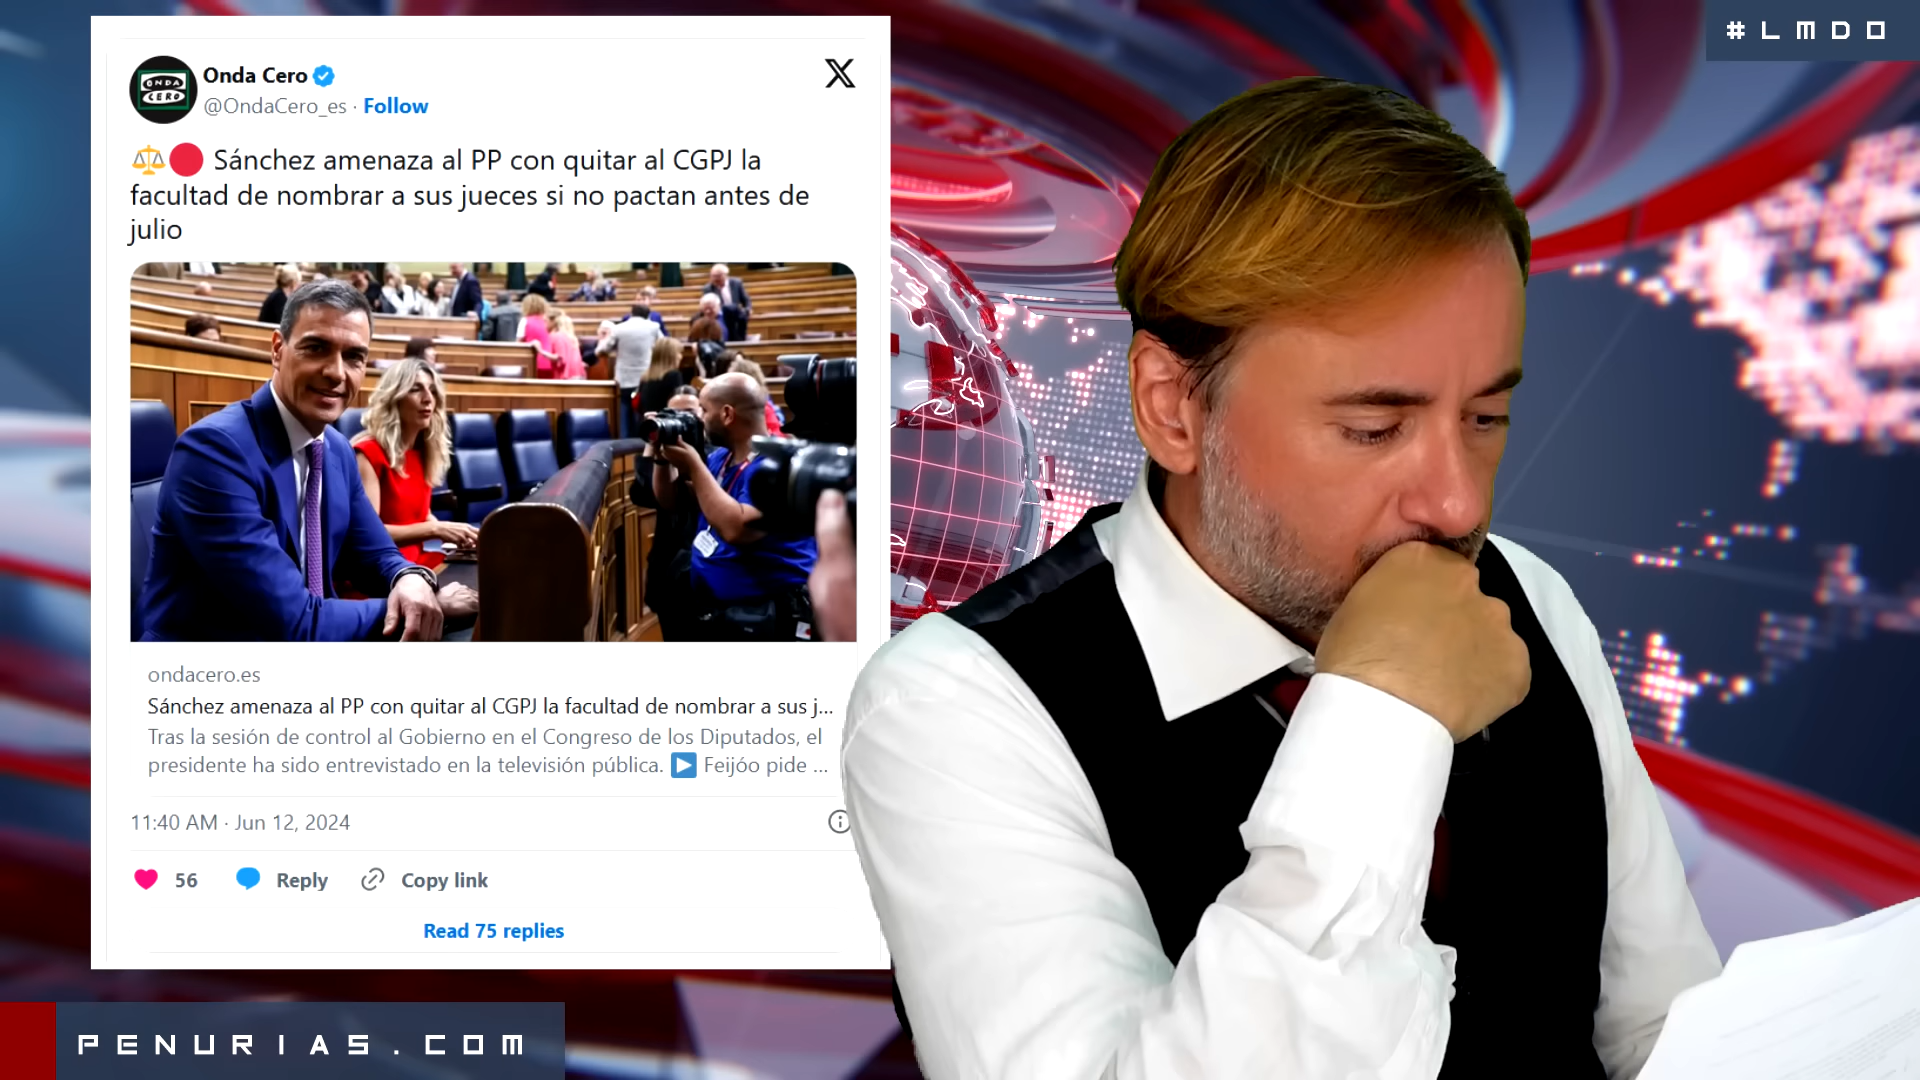 # L M D O
ONDA
CERO
Onda Cero
@OndaCero_es · Follow
⚖️🔴 Sánchez amenaza al PP con quitar al CGPJ la
facultad de nombrar a sus jueces si no pactan antes de
julio
ondacero.es
Sánchez amenaza al PP con quitar al CGPJ la facultad de nombrar a sus j...
Tras la sesión de control al Gobierno en el Congreso de los Diputados, el
presidente ha sido entrevistado en la televisión pública. ▶️ Feijóo pide ...
11:40 AM · Jun 12, 2024
56 Reply Copy link
Read 75 replies
PENURIAS.COM